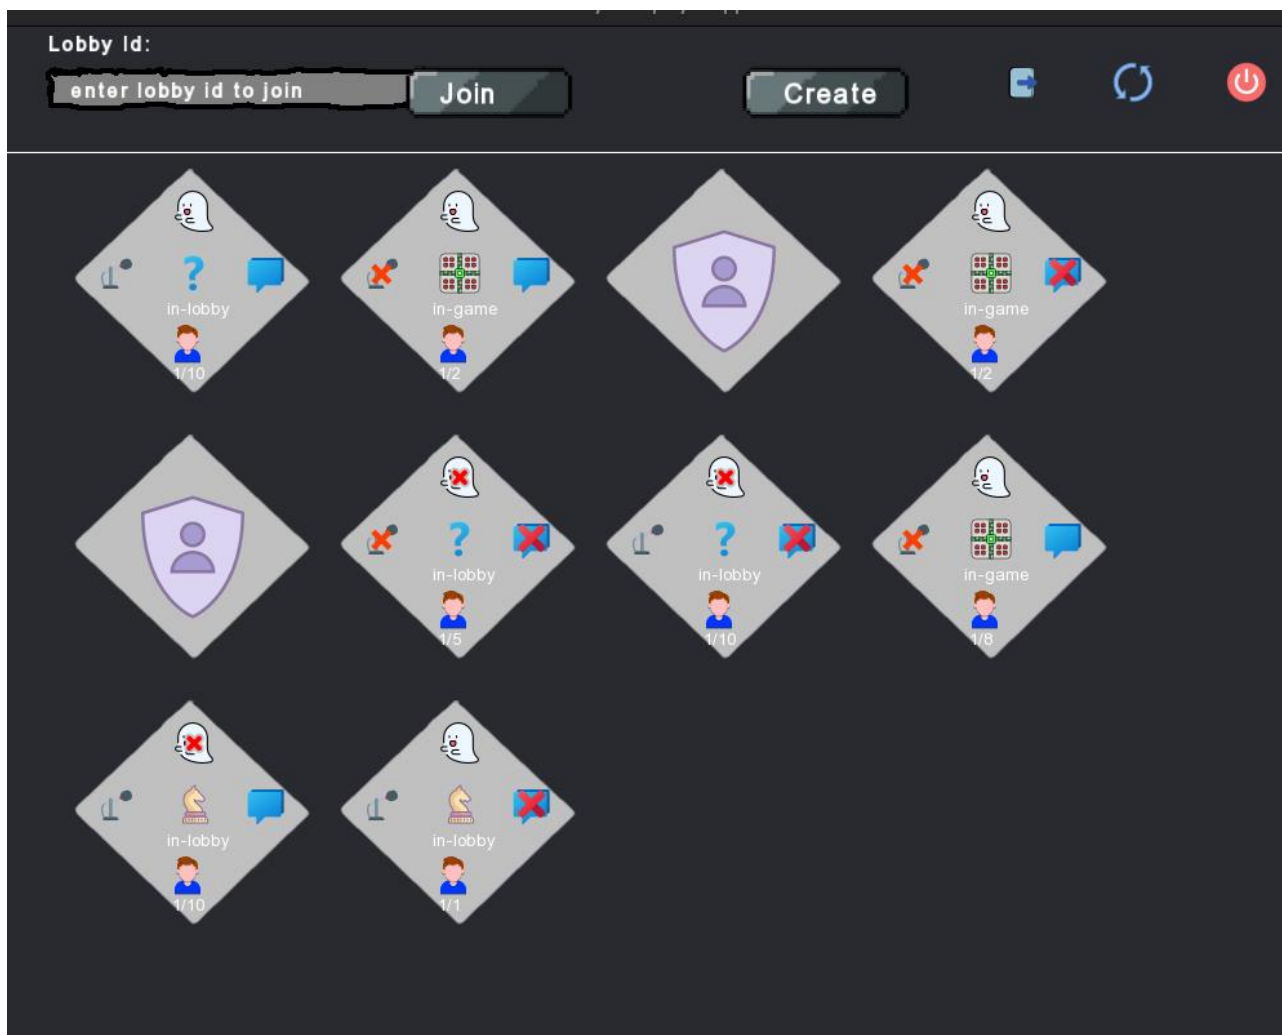 Lobby Id:
enter lobby id to join
Join
Create
in-lobby
1/10
in-game
1/2
in-game
1/2
in-lobby
1/5
in-lobby
1/10
in-game
1/8
in-lobby
1/10
in-lobby
1/1